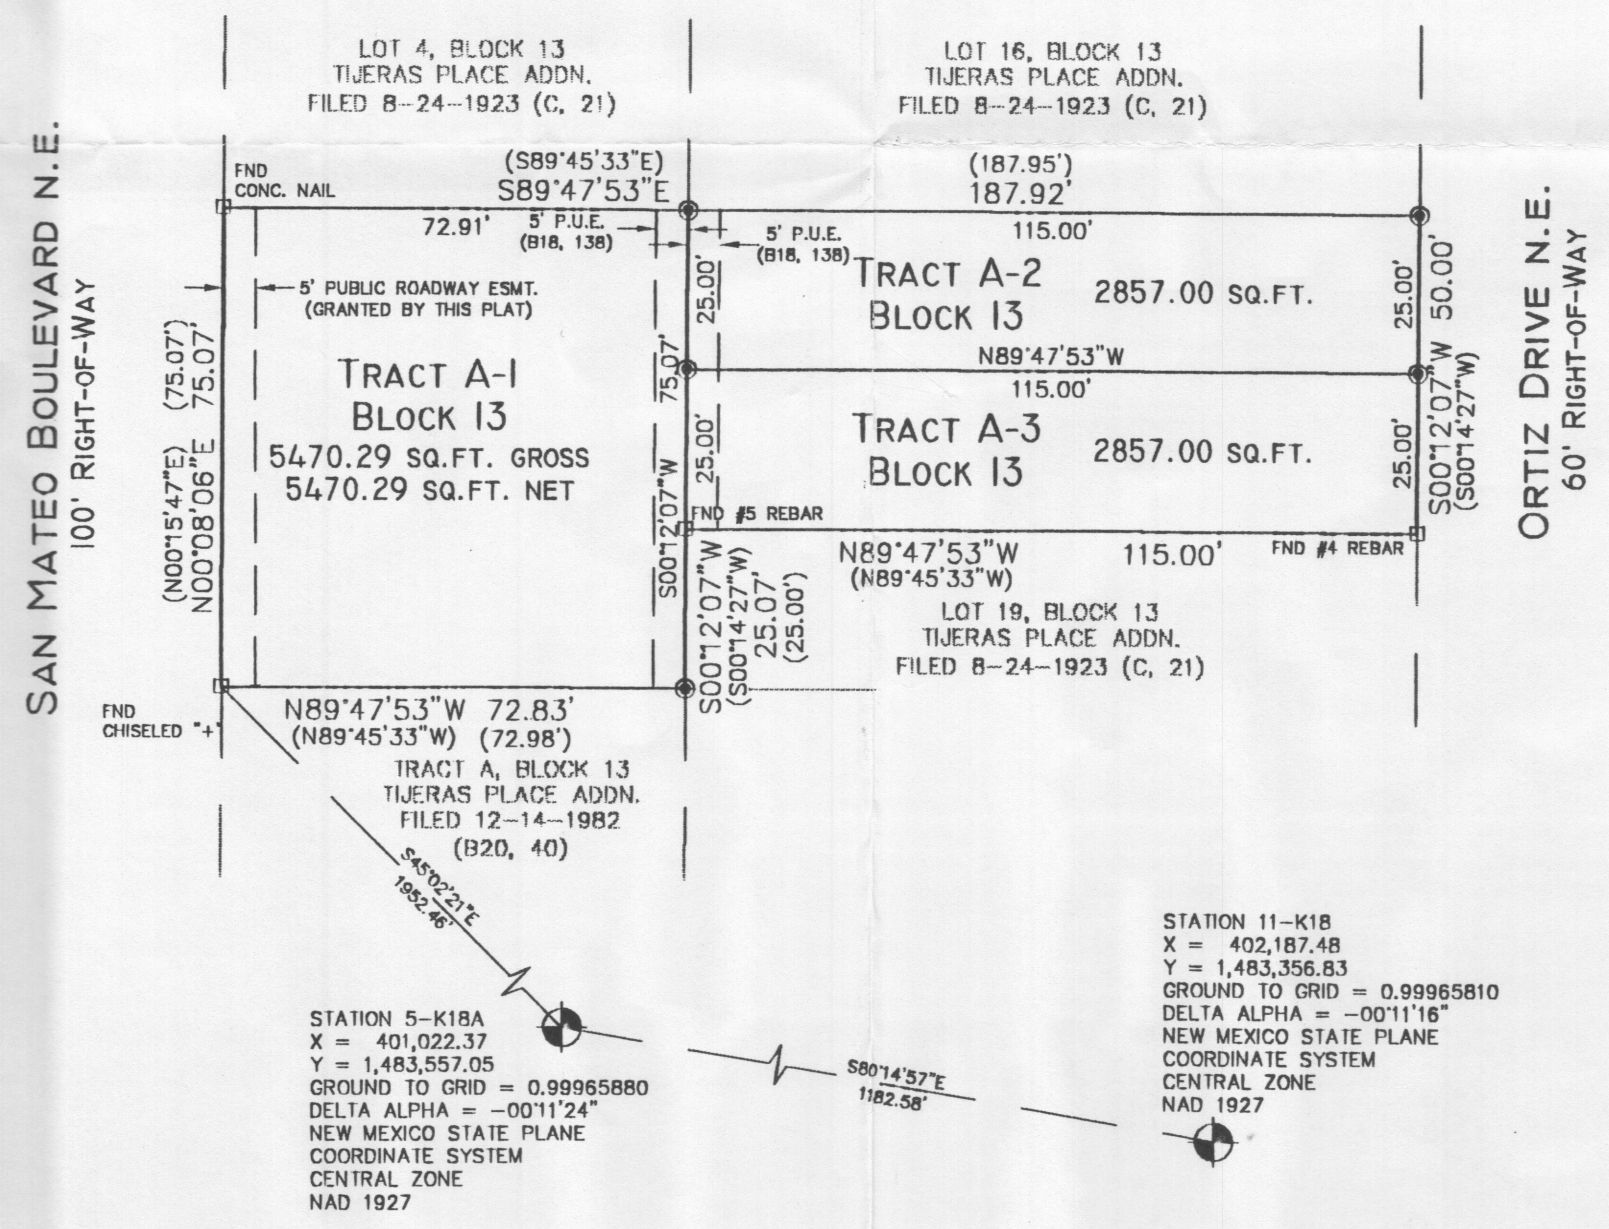 LOT 4, BLOCK 13
TIJERAS PLACE ADDN.
FILED 8-24-1923 (C, 21)
LOT 16, BLOCK 13
TIJERAS PLACE ADDN.
FILED 8-24-1923 (C, 21)
SAN MATEO BOULEVARD N.E.
100' RIGHT-OF-WAY
FND
CONC. NAIL
(S89°45'33"E)
S89°47'53"E
(187.95')
187.92'
72.91'
5' P.U.E.
(B18, 138)
5' P.U.E.
(B18, 138)
115.00'
5' PUBLIC ROADWAY ESMT.
(GRANTED BY THIS PLAT)
(N00°15'47"E) (75.07')
N00°08'06"E 75.07'
TRACT A-1
BLOCK 13
5470.29 SQ.FT. GROSS
5470.29 SQ.FT. NET
S00°12'07"W 75.07'
25.00'
25.00'
TRACT A-2
BLOCK 13
2857.00 SQ.FT.
N89°47'53"W
115.00'
TRACT A-3
BLOCK 13
2857.00 SQ.FT.
25.00'
25.00'
S00°12'07"W 50.00'
(S00°14'27"W)
ORTIZ DRIVE N.E.
60' RIGHT-OF-WAY
FND #5 REBAR
N89°47'53"W 115.00'
(N89°45'33"W)
FND #4 REBAR
S00°12'07"W
(S00°14'27"W)
25.07'
(25.00')
LOT 19, BLOCK 13
TIJERAS PLACE ADDN.
FILED 8-24-1923 (C, 21)
FND
CHISELED "+"
N89°47'53"W 72.83'
(N89°45'33"W) (72.98')
TRACT A, BLOCK 13
TIJERAS PLACE ADDN.
FILED 12-14-1982
(B20, 40)
S45°02'21"E
1952.46'
STATION 5-K18A
X = 401,022.37
Y = 1,483,557.05
GROUND TO GRID = 0.99965880
DELTA ALPHA = -00°11'24"
NEW MEXICO STATE PLANE
COORDINATE SYSTEM
CENTRAL ZONE
NAD 1927
S80°14'57"E
1182.58'
STATION 11-K18
X = 402,187.48
Y = 1,483,356.83
GROUND TO GRID = 0.99965810
DELTA ALPHA = -00°11'16"
NEW MEXICO STATE PLANE
COORDINATE SYSTEM
CENTRAL ZONE
NAD 1927